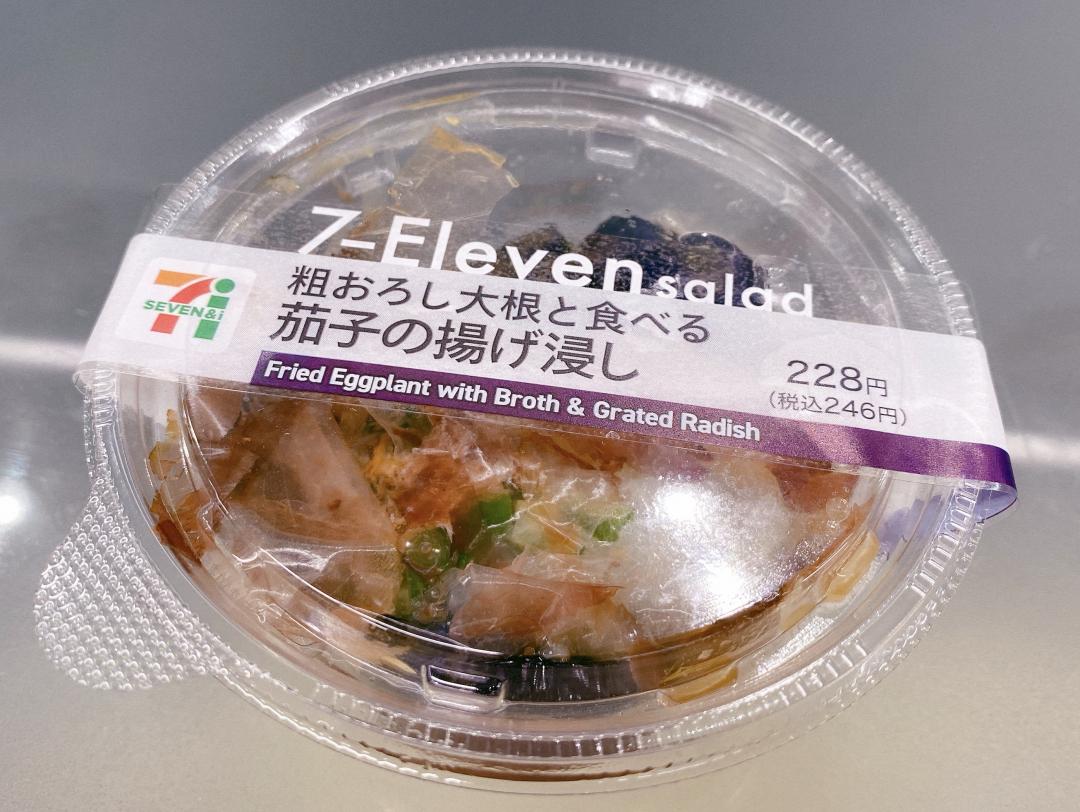 7-Eleven salad
7i
SEVEN&i
粗おろし大根と食べる
茄子の揚げ浸し
Fried Eggplant with Broth & Grated Radish
228円
(税込246円)